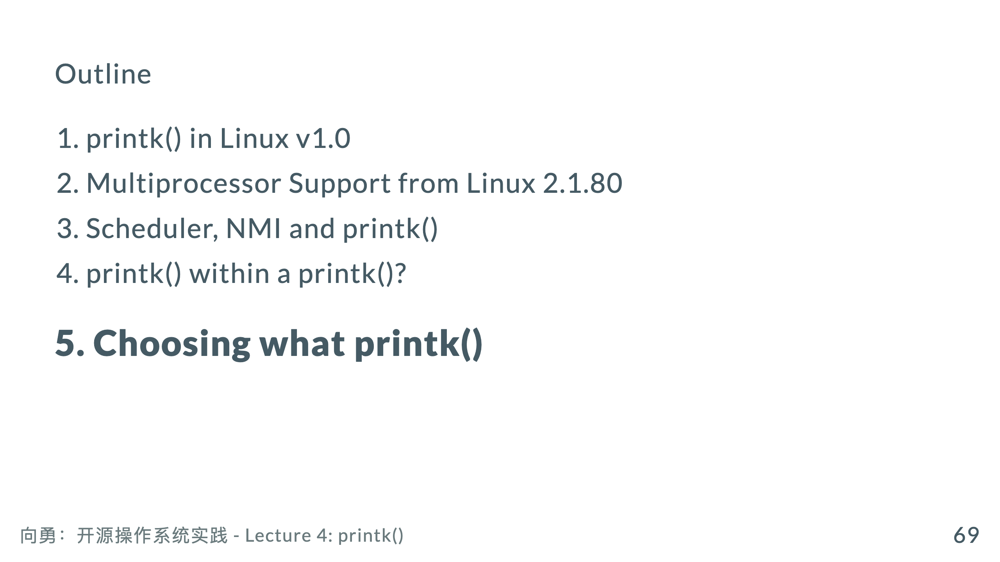 Outline
1. printk() in Linux v1.0
2. Multiprocessor Support from Linux 2.1.80
3. Scheduler, NMI and printk()
4. printk() within a printk()?
5. Choosing what printk()
向勇：开源操作系统实践 - Lecture 4: printk()
69